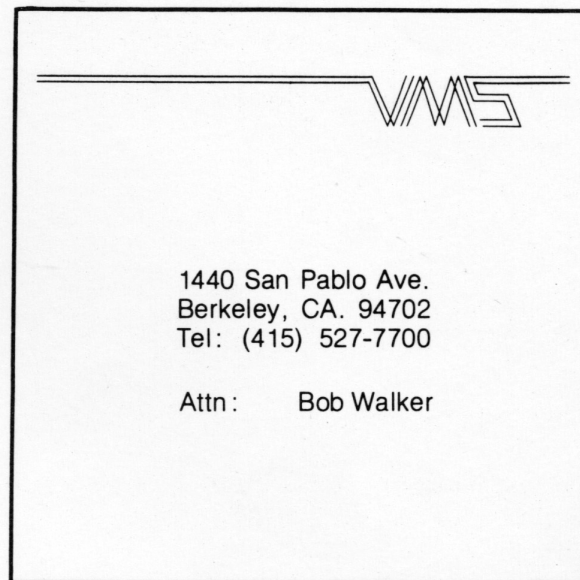 VMS
1440 San Pablo Ave.
Berkeley, CA. 94702
Tel: (415) 527-7700
Attn: Bob Walker